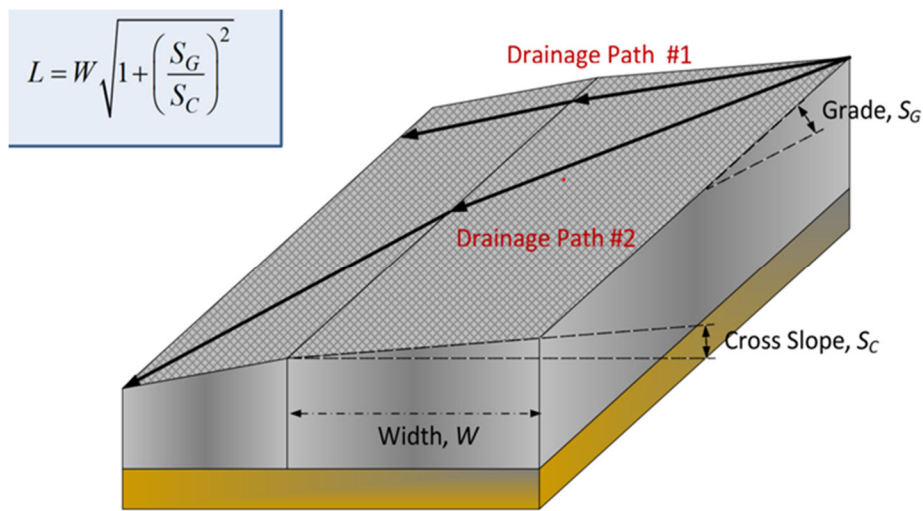 L = W√1+(S_G/S_C)²
Drainage Path #1
Grade, S_G
Drainage Path #2
Cross Slope, S_C
Width, W